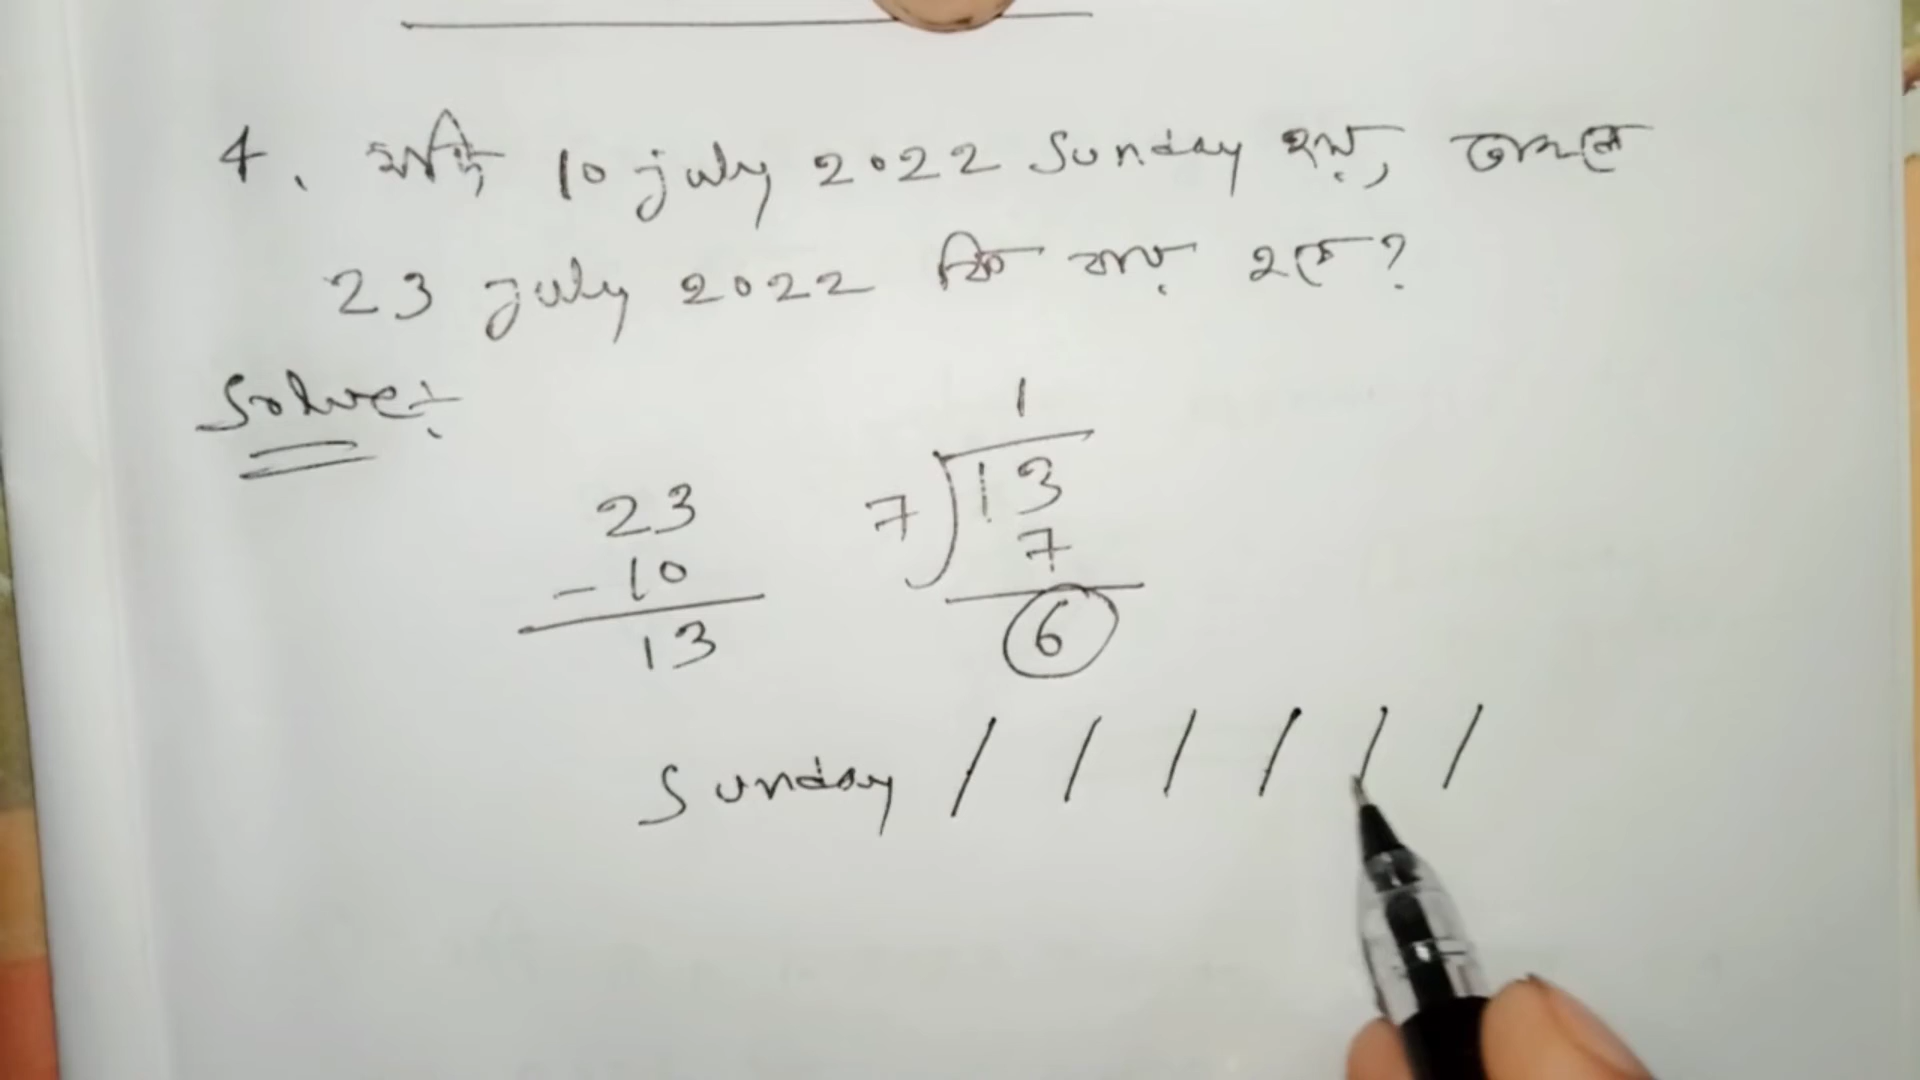 4. যদি 10 july 2022 Sunday হয়, তাহলে
23 july 2022 কি বার হবে?
Solve:
23
- 10
13
1
7 13
7
6
Sunday / / / / / /